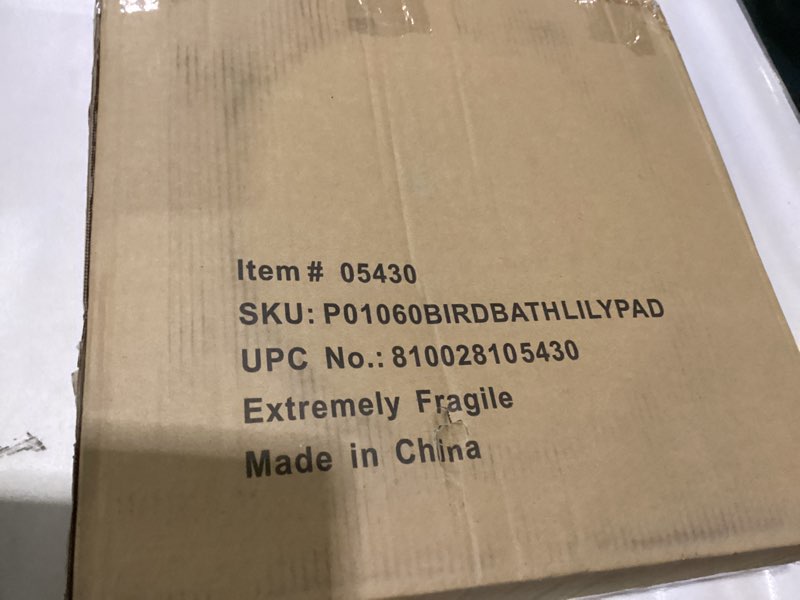 Item # 05430
SKU: P01060BIRDBATHLILYPAD
UPC No.: 810028105430
Extremely Fragile
Made in China